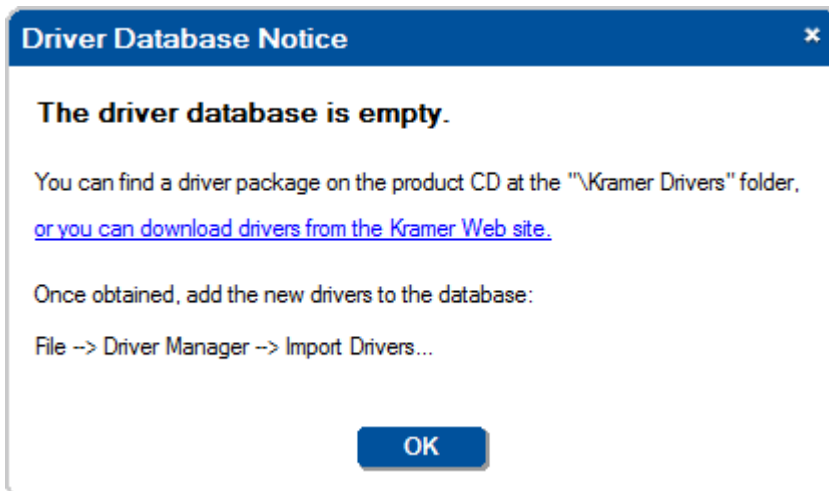 Driver Database Notice
The driver database is empty.
You can find a driver package on the product CD at the "\Kramer Drivers" folder,
or you can download drivers from the Kramer Web site.
Once obtained, add the new drivers to the database:
File --> Driver Manager --> Import Drivers...
OK